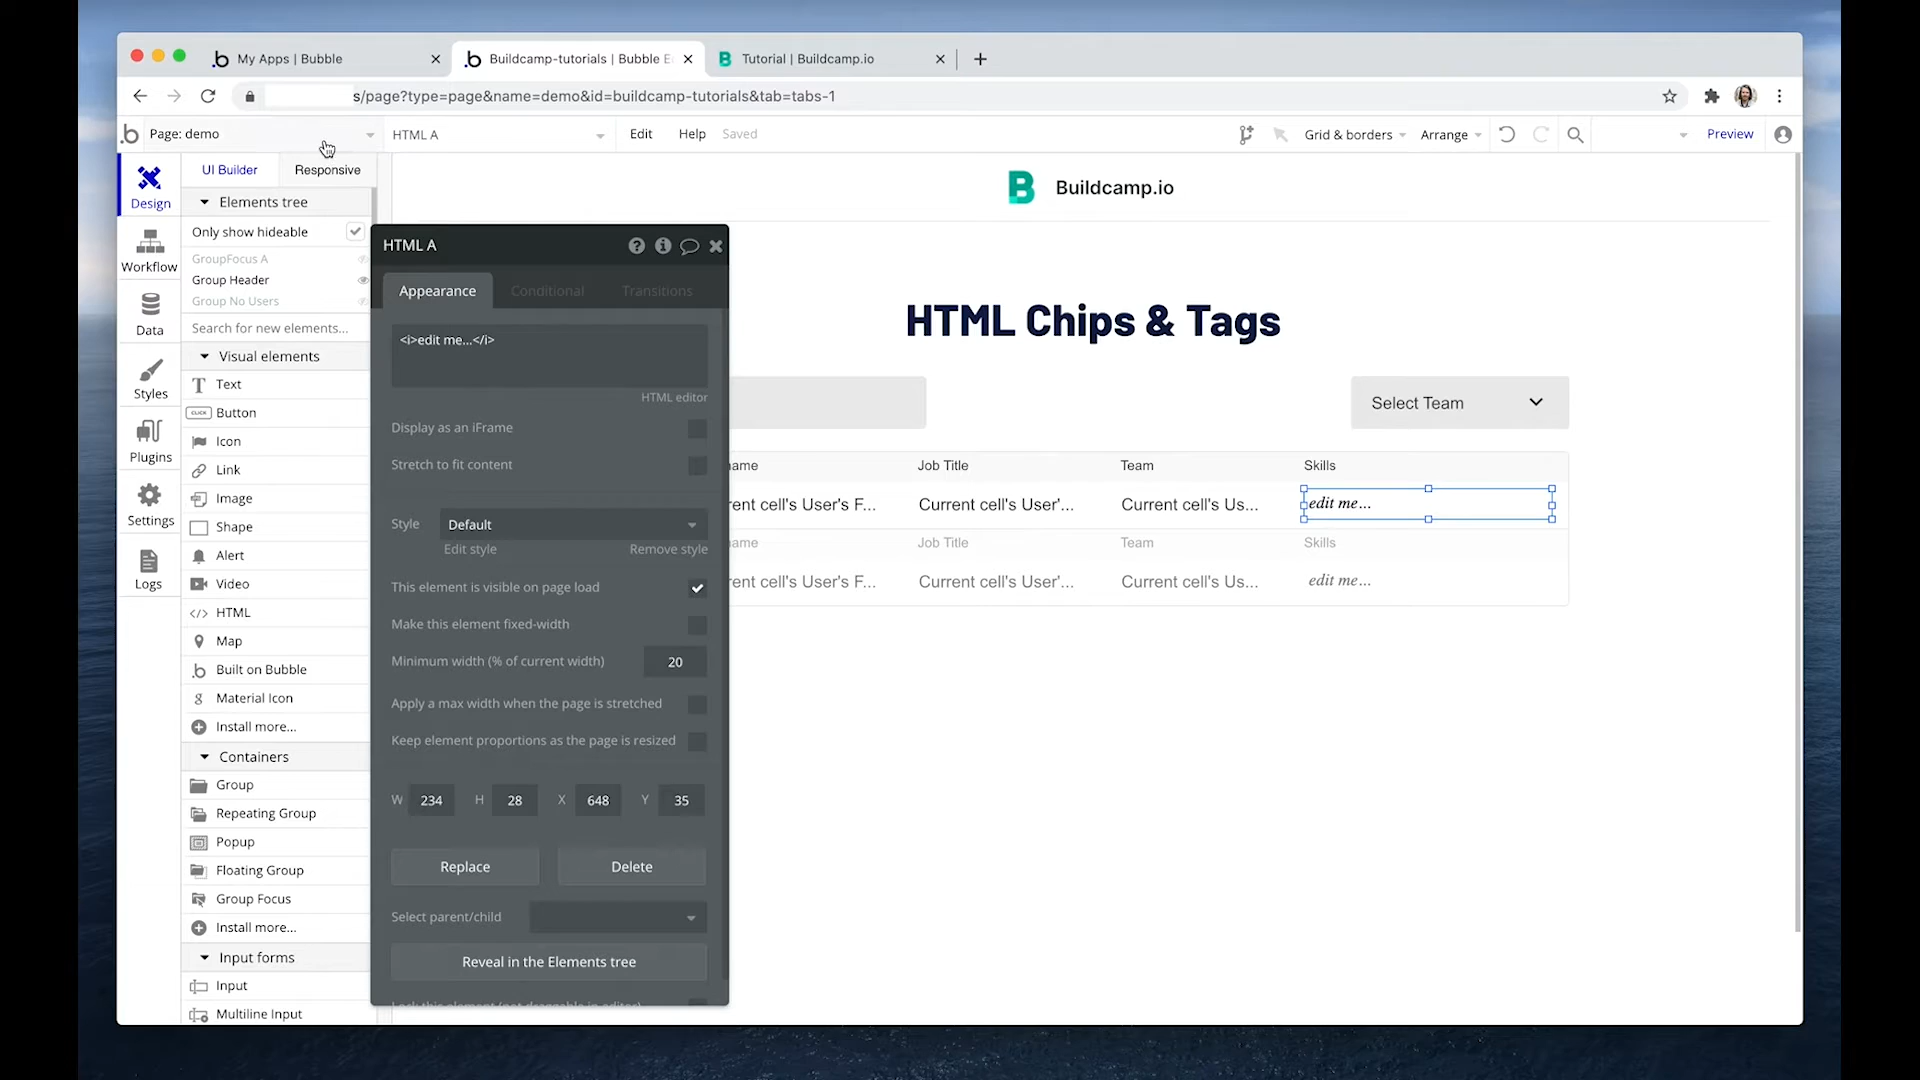 My Apps | Bubble
Buildcamp-tutorials | Bubble E
Tutorial | Buildcamp.io
s/page?type=page&name=demo&id=buildcamp-tutorials&tab=tabs-1
Page: demo
HTML A
Edit
Help
Saved
Grid & borders
Arrange
Preview
Design
Workflow
Data
Styles
Plugins
Settings
Logs
UI Builder
Responsive
Elements tree
Only show hideable
GroupFocus A
Group Header
Group No Users
Search for new elements...
Visual elements
Text
CLICK Button
Icon
Link
Image
Shape
Alert
Video
HTML
Map
Built on Bubble
Material Icon
Install more...
Containers
Group
Repeating Group
Popup
Floating Group
Group Focus
Install more...
Input forms
Input
Multiline Input
HTML A
Appearance
Conditional
Transitions
<i>edit me...</i>
HTML editor
Display as an iFrame
Stretch to fit content
Style
Default
Edit style
Remove style
This element is visible on page load
Make this element fixed-width
Minimum width (% of current width)
20
Apply a max width when the page is stretched
Keep element proportions as the page is resized
W 234 H 28 X 648 Y 35
Replace
Delete
Select parent/child
Reveal in the Elements tree
Lock this element (not draggable in editor)
Buildcamp.io
HTML Chips & Tags
Select Team
ame
Job Title
Team
Skills
rent cell's User's F...
Current cell's User'...
Current cell's Us...
edit me...
ame
Job Title
Team
Skills
rent cell's User's F...
Current cell's User'...
Current cell's Us...
edit me...